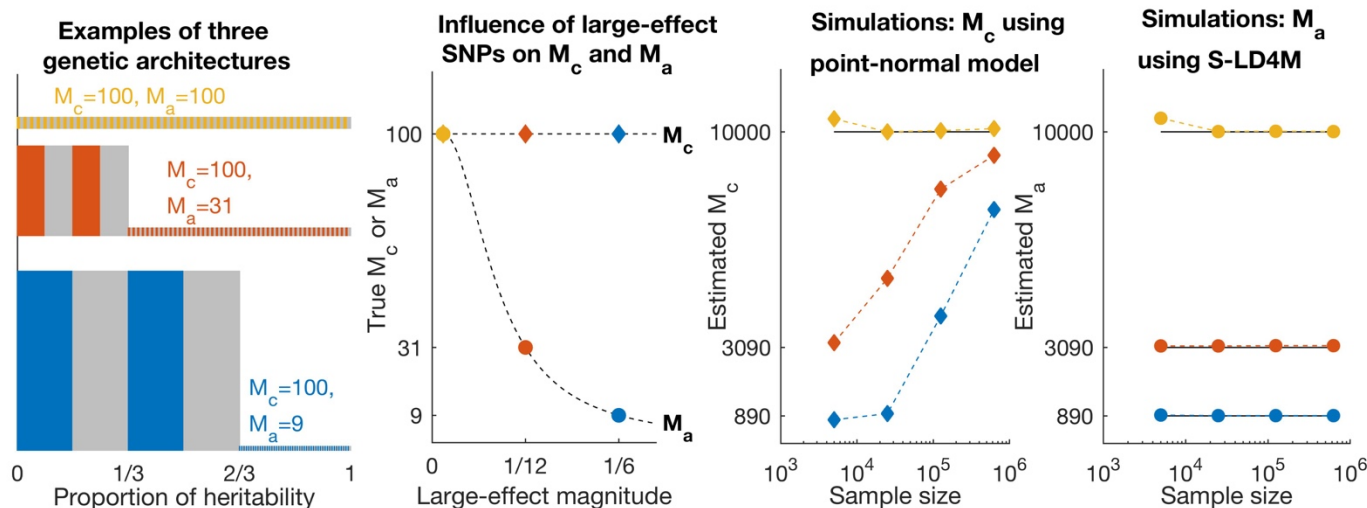 Examples of three
genetic architectures
M_c=100, M_a=100
M_c=100,
M_a=31
M_c=100,
M_a=9
0 1/3 2/3 1
Proportion of heritability
Influence of large-effect
SNPs on M_c and M_a
True M_c or M_a
100
31
9
M_c
M_a
0 1/12 1/6
Large-effect magnitude
Simulations: M_c using
point-normal model
Estimated M_c
10000
3090
890
10^3 10^4 10^5 10^6
Sample size
Simulations: M_a
using S-LD4M
Estimated M_a
10000
3090
890
10^3 10^4 10^5 10^6
Sample size